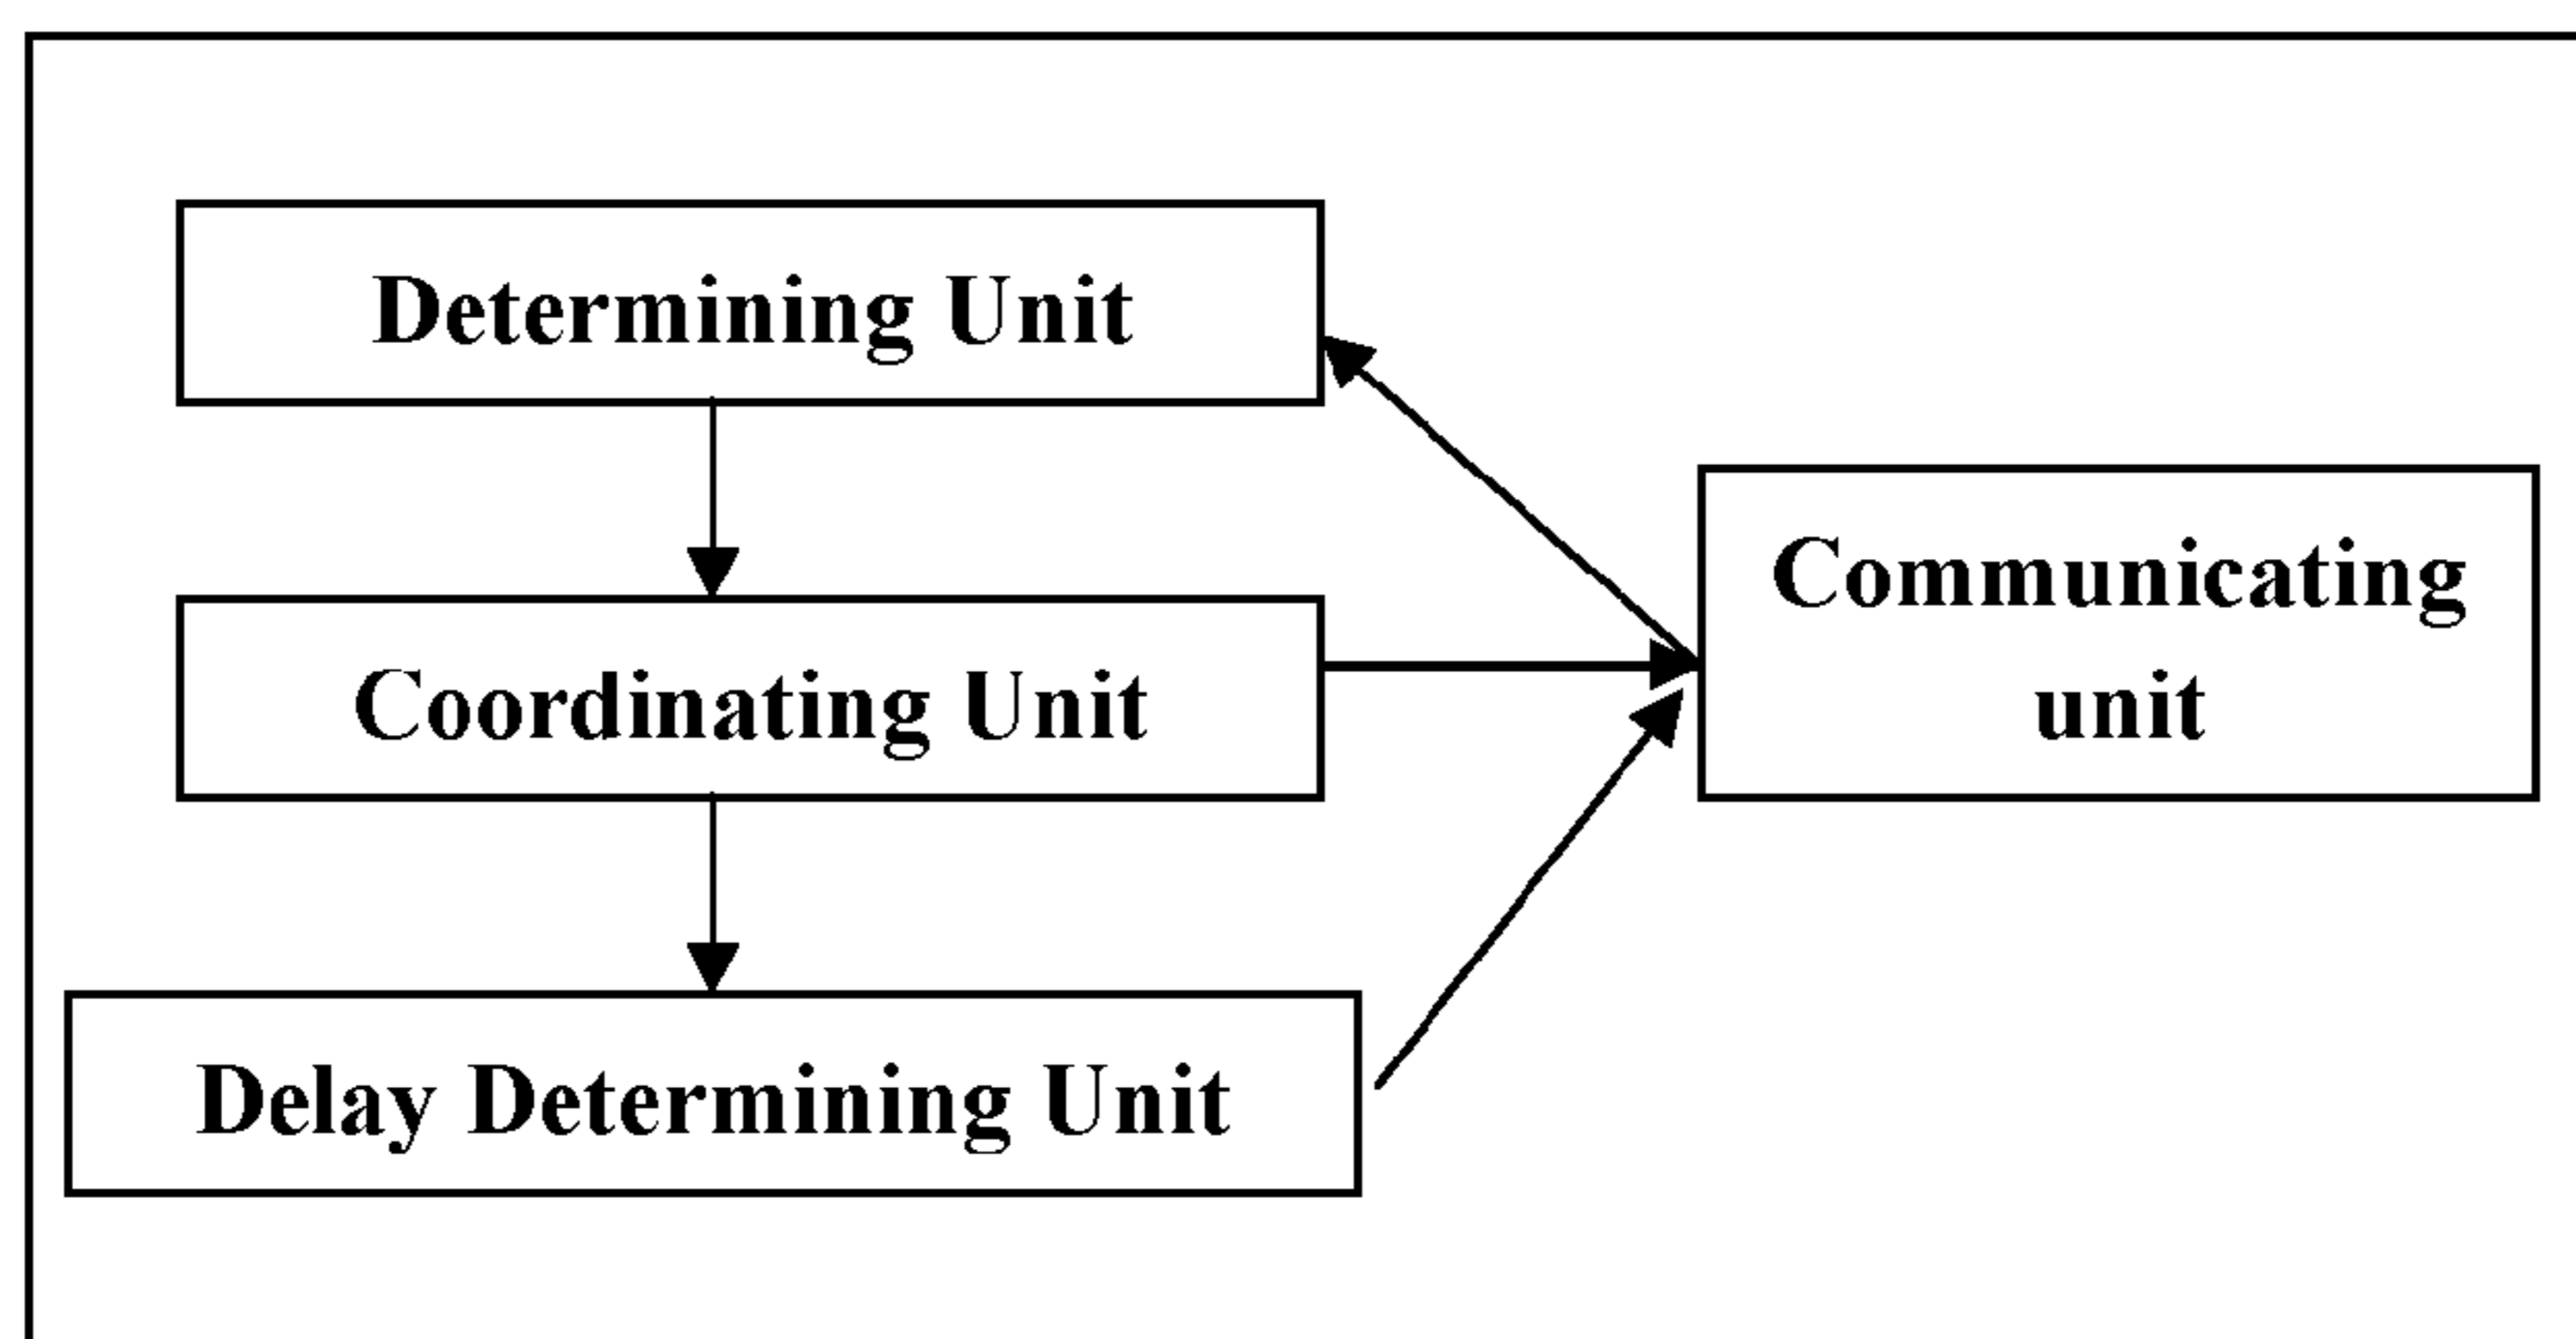 Determining Unit
Communicating
unit
Coordinating Unit
Delay Determining Unit